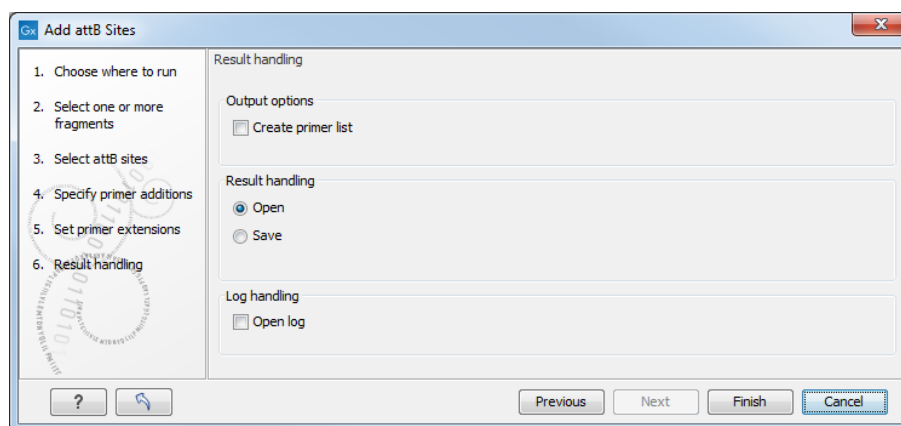 Gx Add attB Sites
1. Choose where to run
2. Select one or more
fragments
3. Select attB sites
4. Specify primer additions
5. Set primer extensions
6. Result handling
Result handling
Output options
Create primer list
Result handling
Open
Save
Log handling
Open log
?
Previous
Next
Finish
Cancel